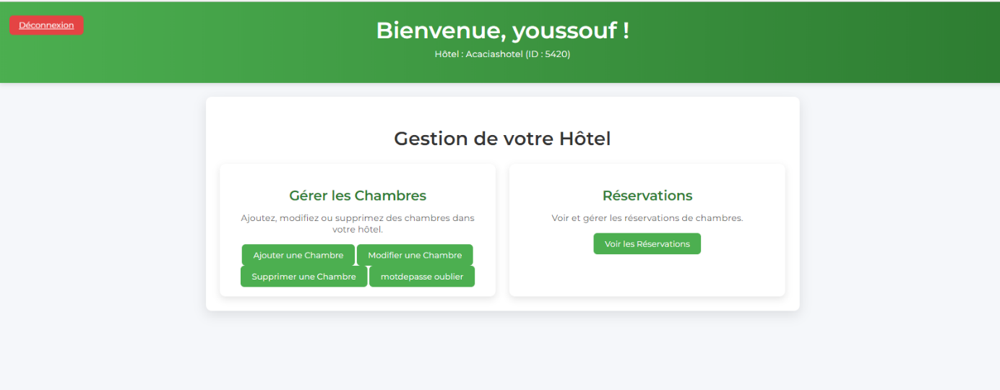 Déconnexion
Bienvenue, youssouf !
Hôtel : Acaciashotel (ID : 5420)
Gestion de votre Hôtel
Gérer les Chambres
Ajoutez, modifiez ou supprimez des chambres dans
votre hôtel.
Ajouter une Chambre
Modifier une Chambre
Supprimer une Chambre
motdepasse oublier
Réservations
Voir et gérer les réservations de chambres.
Voir les Réservations